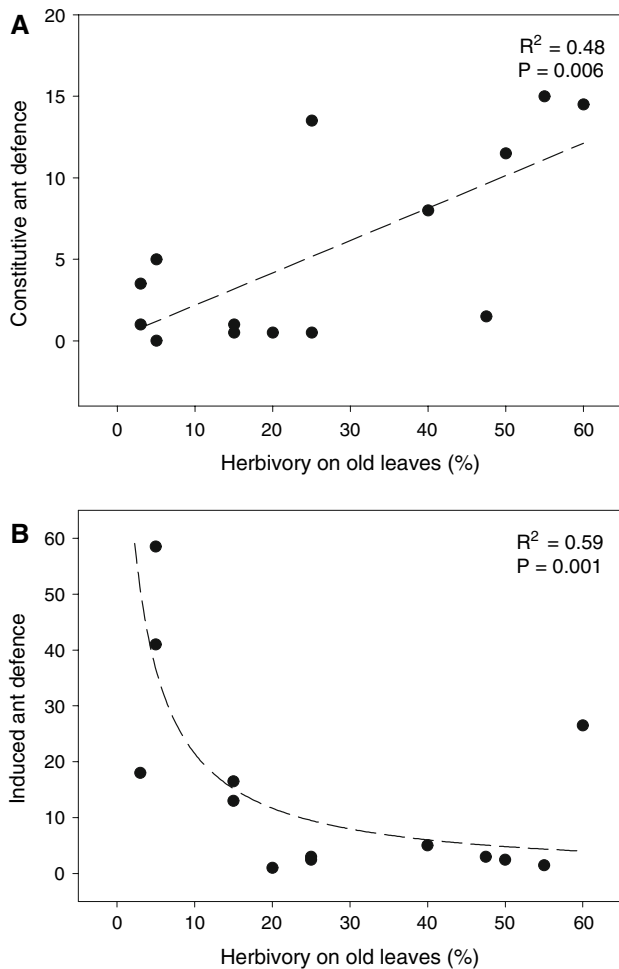 A
20
15
10
5
0
Constitutive ant defence
R² = 0.48
P = 0.006
0 10 20 30 40 50 60
Herbivory on old leaves (%)
B
60
50
40
30
20
10
0
Induced ant defence
R² = 0.59
P = 0.001
0 10 20 30 40 50 60
Herbivory on old leaves (%)